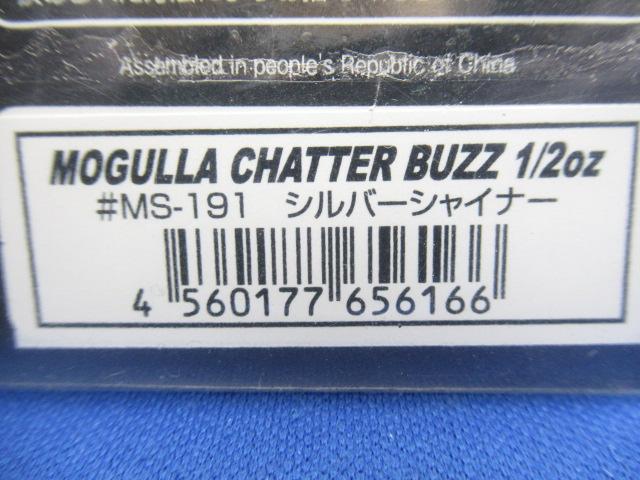 Assembled in people's Republic of China
MOGULLA CHATTER BUZZ 1/2oz
#MS-191 シルバーシャイナー
4 560177 656166